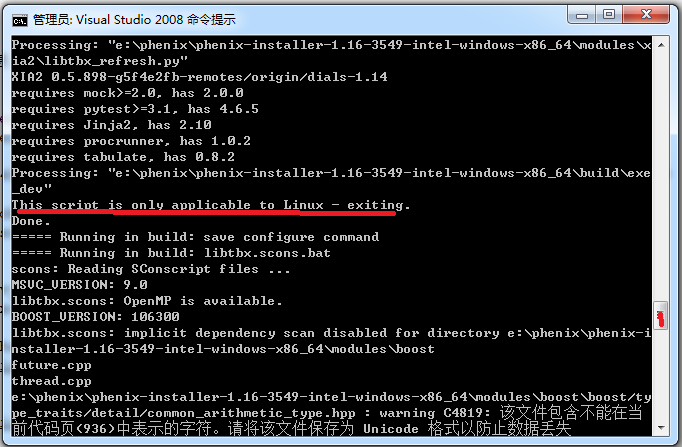 管理员: Visual Studio 2008 命令提示
Processing: "e:\phenix\phenix-installer-1.16-3549-intel-windows-x86_64\modules\x
ia2\libtbx_refresh.py"
XIA2 0.5.898-g5f4e2fb-remotes/origin/dials-1.14
requires mock>=2.0, has 2.0.0
requires pytest>=3.1, has 4.6.5
requires Jinja2, has 2.10
requires procrunner, has 1.0.2
requires tabulate, has 0.8.2
Processing: "e:\phenix\phenix-installer-1.16-3549-intel-windows-x86_64\build\exe
_dev"
This script is only applicable to Linux - exiting.
Done.
===== Running in build: save configure command
===== Running in build: libtbx.scons.bat
scons: Reading SConscript files ...
MSVC_VERSION: 9.0
libtbx.scons: OpenMP is available.
BOOST_VERSION: 106300
libtbx.scons: implicit dependency scan disabled for directory e:\phenix\phenix-i
nstaller-1.16-3549-intel-windows-x86_64\modules\boost
future.cpp
thread.cpp
e:\phenix\phenix-installer-1.16-3549-intel-windows-x86_64\modules\boost\boost/ty
pe_traits/detail/common_arithmetic_type.hpp : warning C4819: 该文件包含不能在当
前代码页(936)中表示的字符。请将该文件保存为 Unicode 格式以防止数据丢失